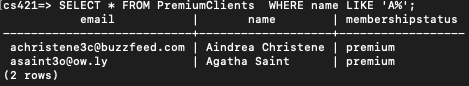 [cs421=> SELECT * FROM PremiumClients  WHERE name LIKE 'A%';
email | name | membershipstatus
---------------------------+--------------------+------------------
achristene3c@buzzfeed.com | Aindrea Christene | premium
asaint3o@ow.ly | Agatha Saint | premium
(2 rows)